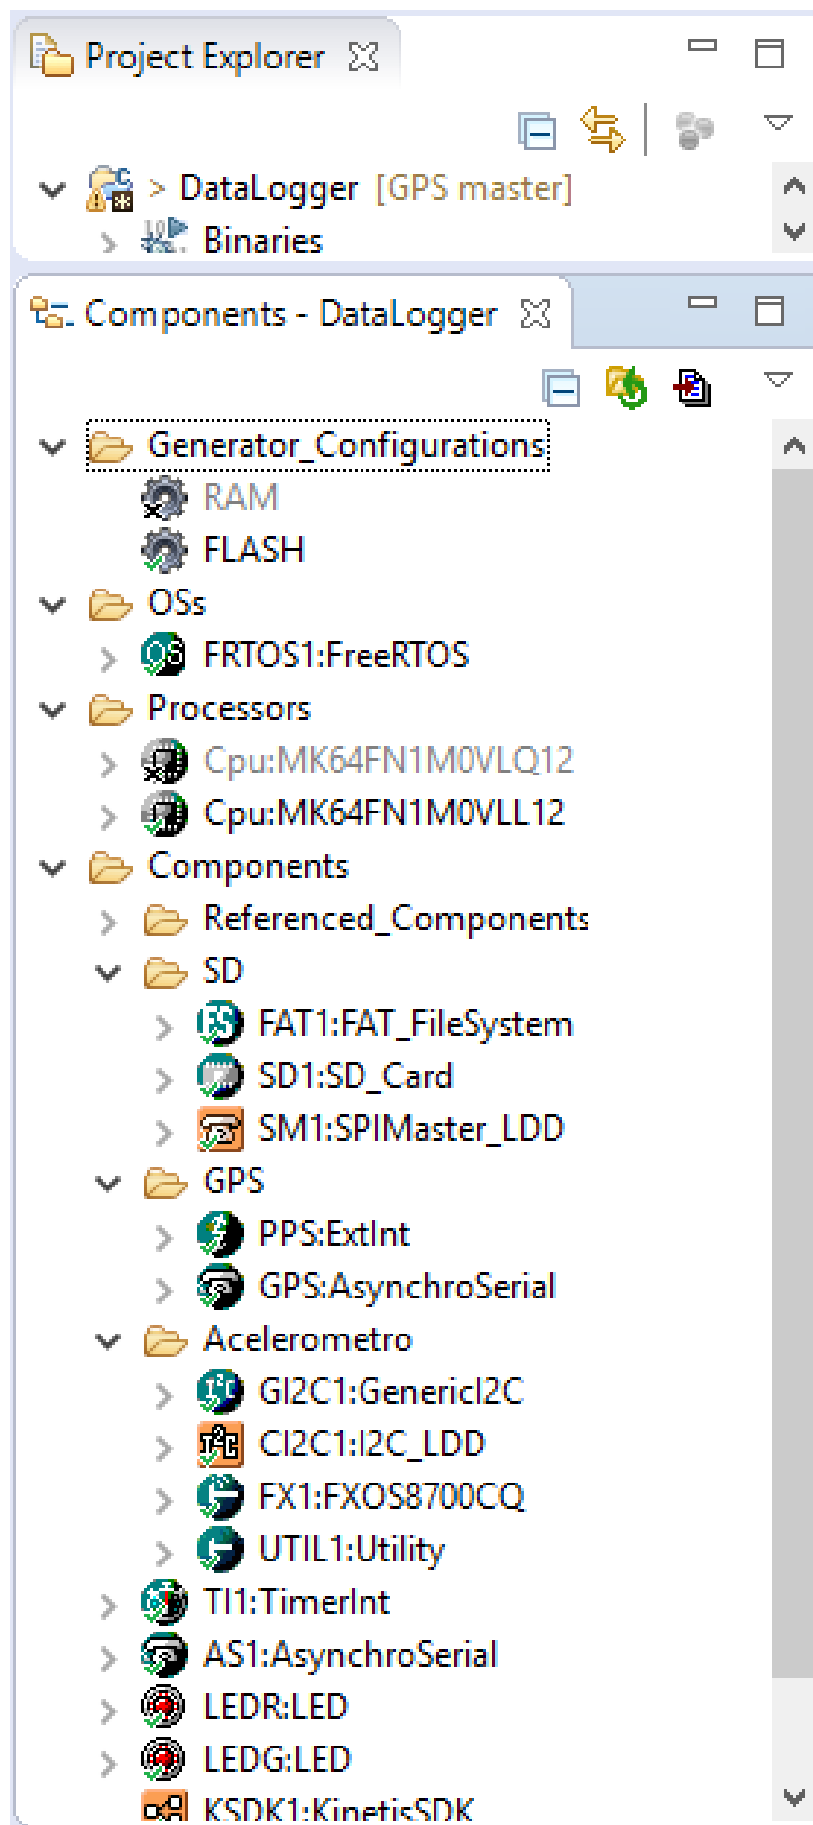 Project Explorer
> DataLogger [GPS master]
Binaries
Components - DataLogger
Generator_Configurations
RAM
FLASH
OSs
FRTOS1:FreeRTOS
Processors
Cpu:MK64FN1M0VLQ12
Cpu:MK64FN1M0VLL12
Components
Referenced_Components
SD
FAT1:FAT_FileSystem
SD1:SD_Card
SM1:SPIMaster_LDD
GPS
PPS:ExtInt
GPS:AsynchroSerial
Acelerometro
GI2C1:GenericI2C
CI2C1:I2C_LDD
FX1:FXOS8700CQ
UTIL1:Utility
TI1:TimerInt
AS1:AsynchroSerial
LEDR:LED
LEDG:LED
KSDK1:KinetisSDK